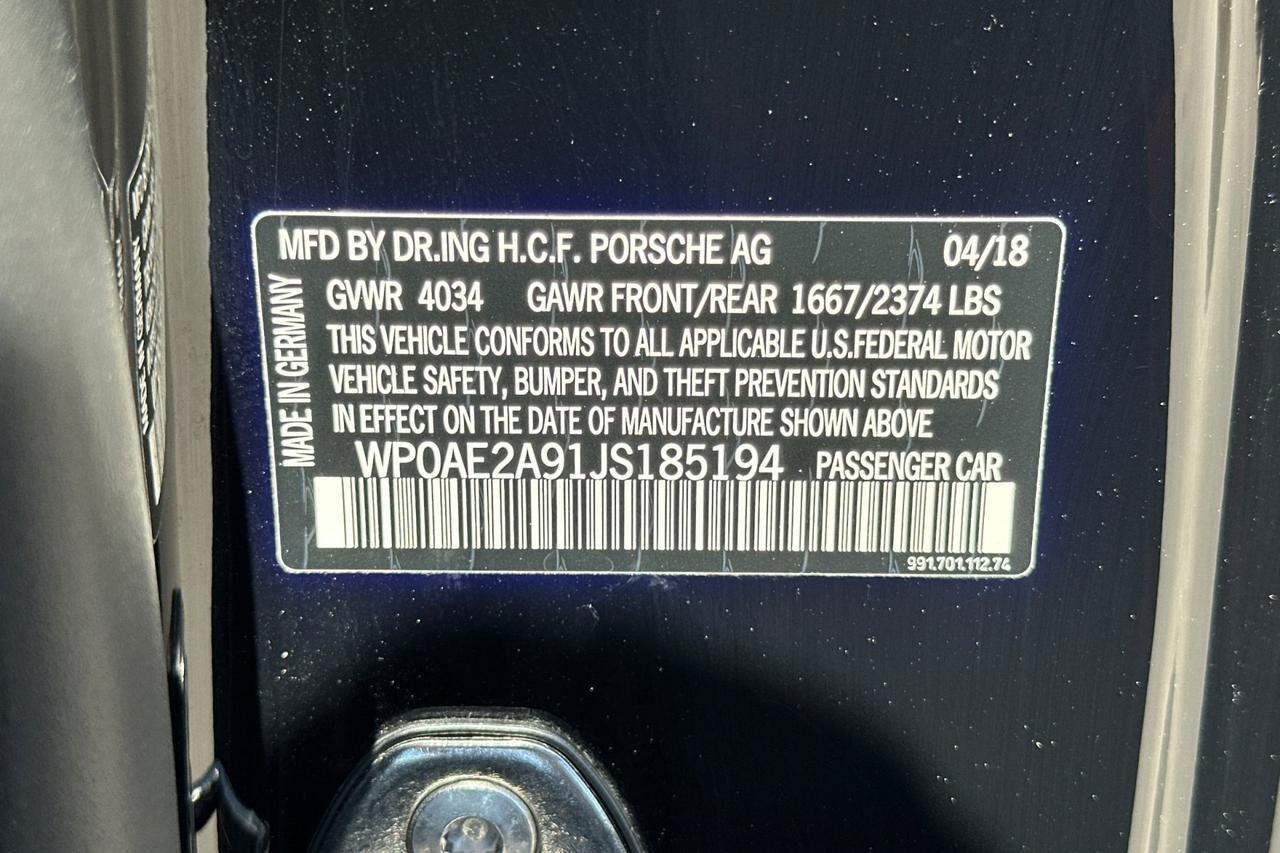 MFD BY DR.ING H.C.F. PORSCHE AG 04/18
GVWR 4034 GAWR FRONT/REAR 1667/2374 LBS
THIS VEHICLE CONFORMS TO ALL APPLICABLE U.S.FEDERAL MOTOR
VEHICLE SAFETY, BUMPER, AND THEFT PREVENTION STANDARDS
IN EFFECT ON THE DATE OF MANUFACTURE SHOWN ABOVE
WP0AE2A91JS185194 PASSENGER CAR
991.701.112.74
MADE IN GERMANY